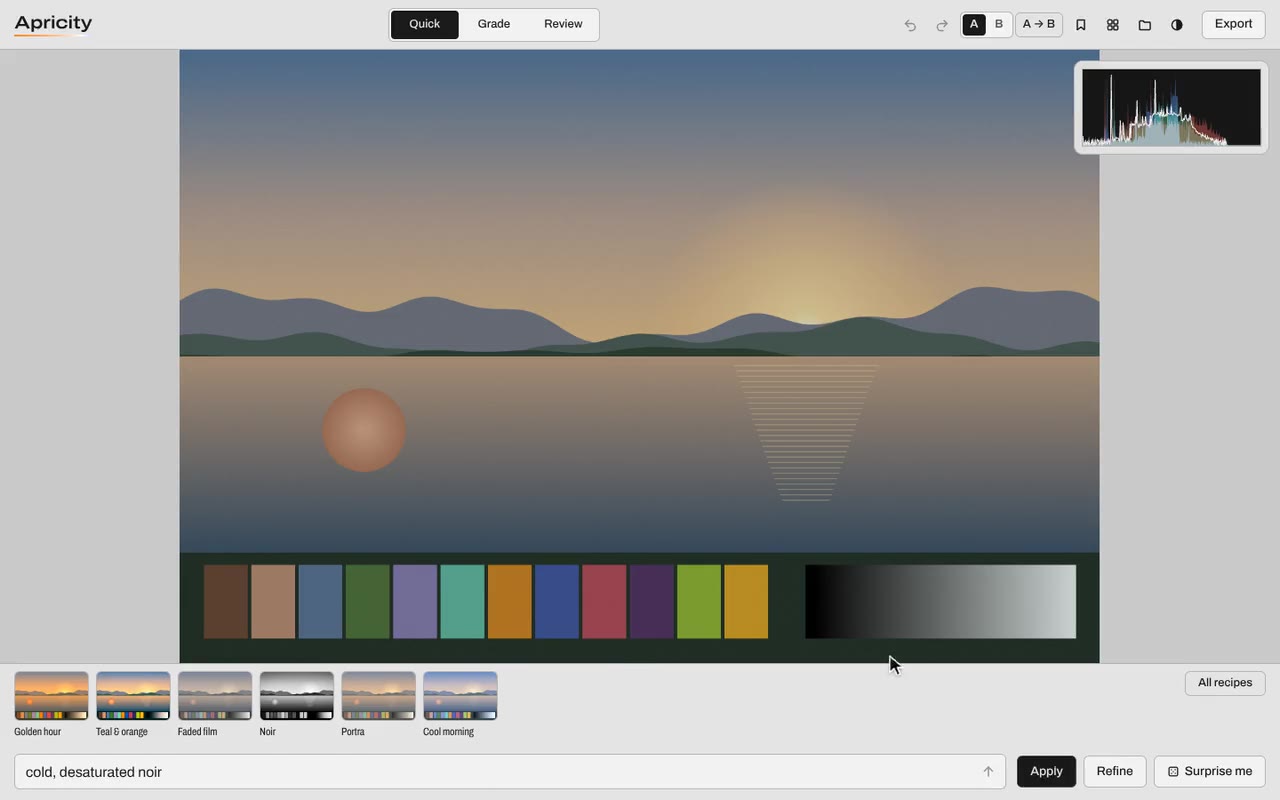 Apricity
Quick Grade Review
A B A → B
Export
All recipes
Golden hour Teal & orange Faded film Noir Portra Cool morning
cold, desaturated noir
Apply Refine Surprise me